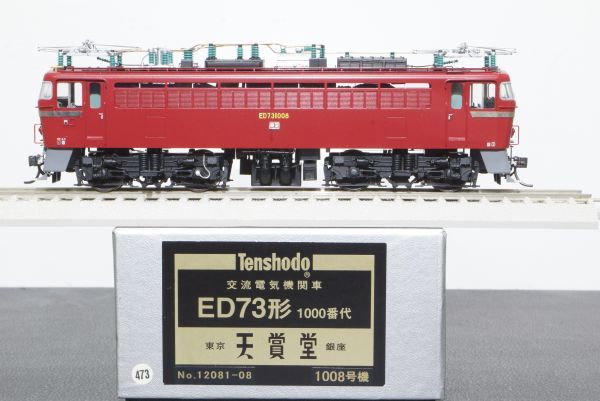 ED731008
Tenshodo®
交流電気機関車
ED73形 1000番代
東京 天賞堂 銀座
No.12081-08 1008号機
473